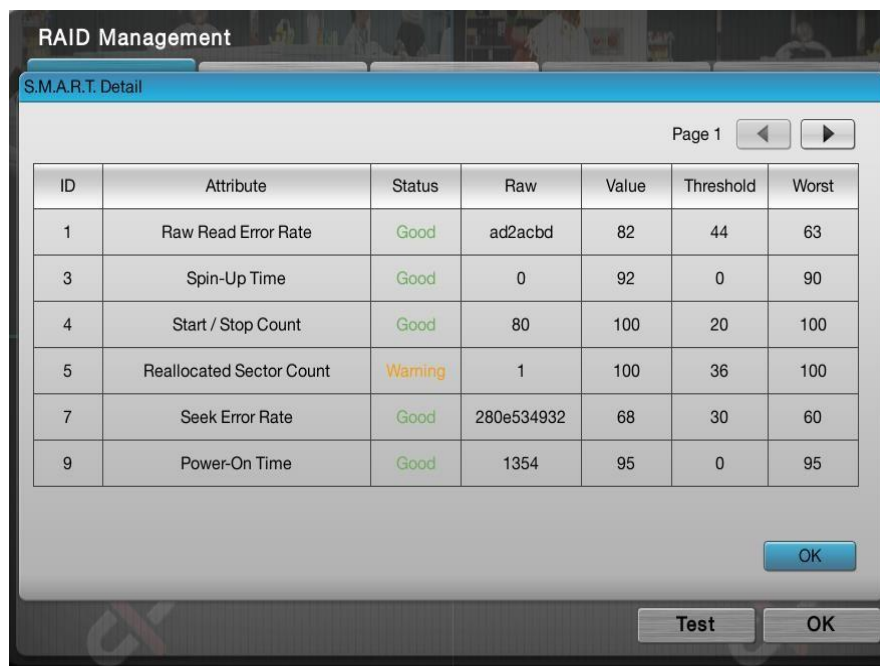 RAID Management
S.M.A.R.T. Detail
Page 1
ID Attribute Status Raw Value Threshold Worst
1 Raw Read Error Rate Good ad2acbd 82 44 63
3 Spin-Up Time Good 0 92 0 90
4 Start / Stop Count Good 80 100 20 100
5 Reallocated Sector Count Warning 1 100 36 100
7 Seek Error Rate Good 280e534932 68 30 60
9 Power-On Time Good 1354 95 0 95
OK
Test OK